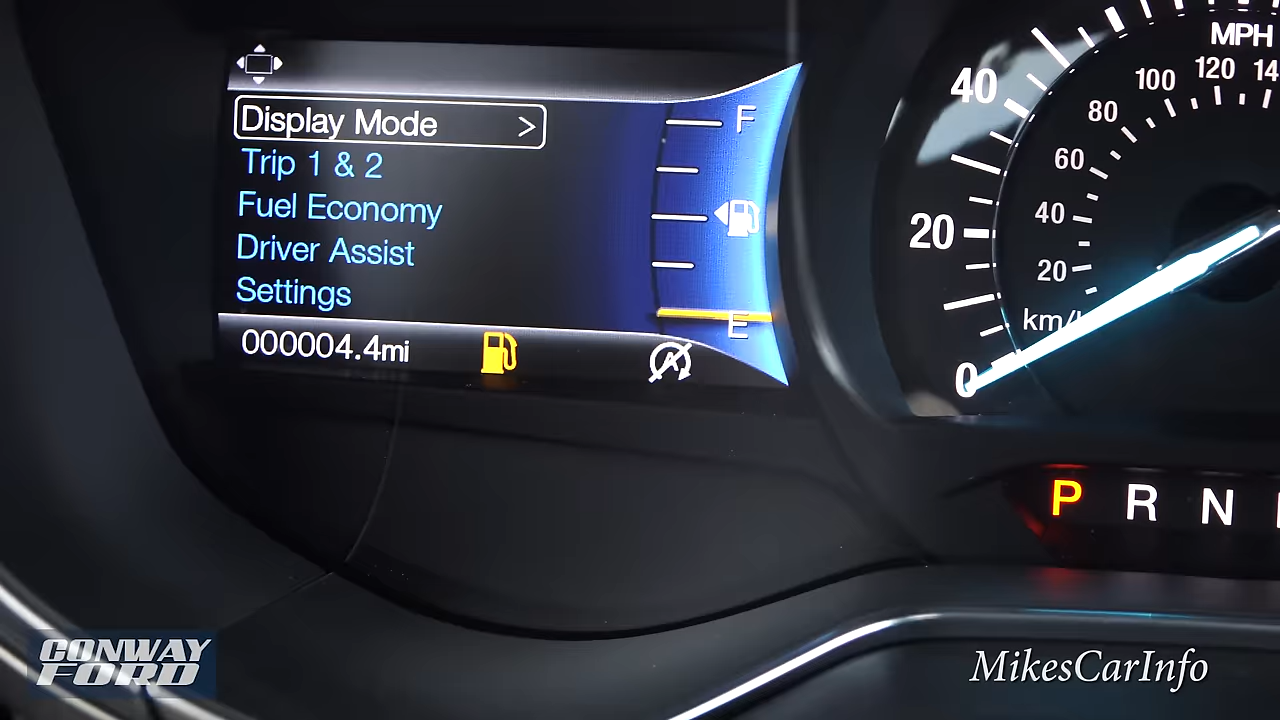 Display Mode >
Trip 1 & 2
Fuel Economy
Driver Assist
Settings
000004.4mi
F
E
MPH
40
20
0
120
100
80
60
40
20
P R N
CONWAY
FORD
MikesCarInfo